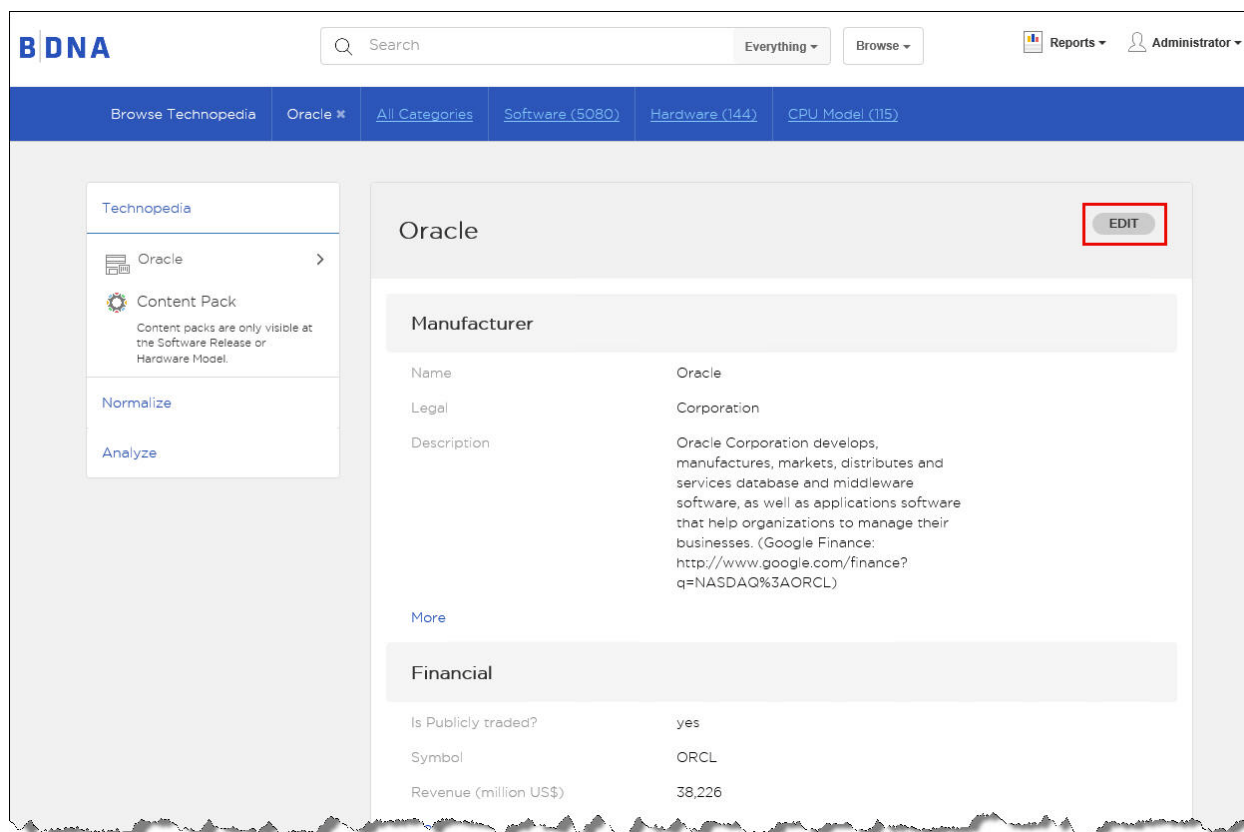 BDNA
Search
Everything
Browse
Reports
Administrator
Browse Technopedia
Oracle ×
All Categories
Software (5080)
Hardware (144)
CPU Model (115)
Technopedia
Oracle
Content Pack
Content packs are only visible at
the Software Release or
Hardware Model.
Normalize
Analyze
Oracle
EDIT
Manufacturer
Name
Oracle
Legal
Corporation
Description
Oracle Corporation develops,
manufactures, markets, distributes and
services database and middleware
software, as well as applications software
that help organizations to manage their
businesses. (Google Finance:
http://www.google.com/finance?
q=NASDAQ%3AORCL)
More
Financial
Is Publicly traded?
yes
Symbol
ORCL
Revenue (million US$)
38,226